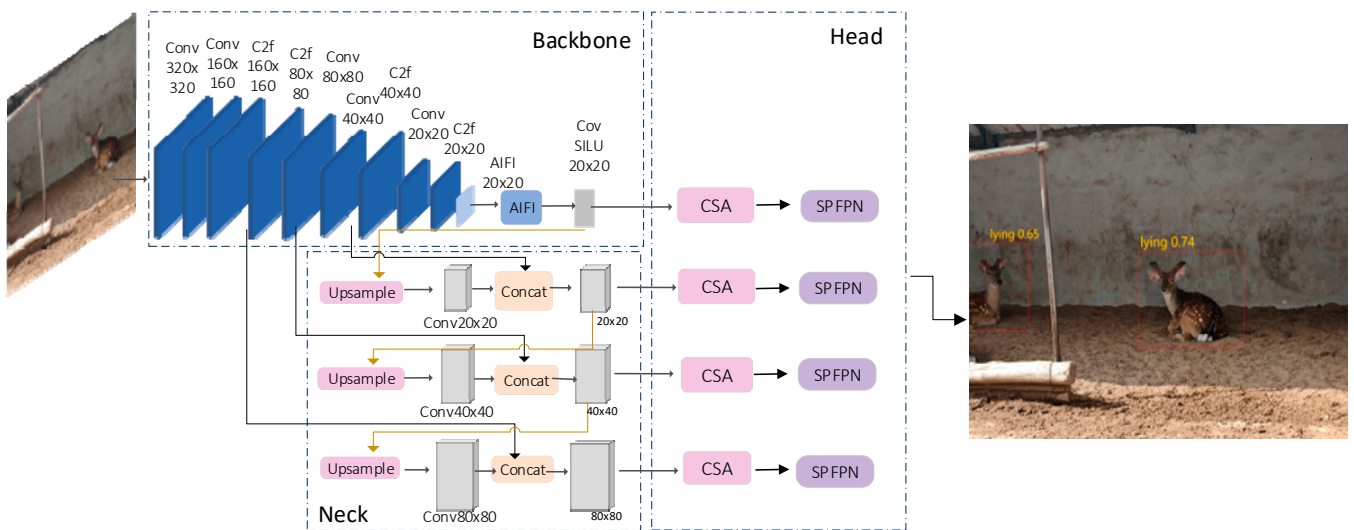 Backbone
Head
Conv
320x
320
Conv
160x
160
C2f
160x
160
C2f
80x
80
Conv
80x80
Conv
40x40
C2f
40x40
Conv
20x20
C2f
20x20
AIFI
20x20
Cov
SILU
20x20
AIFI
CSA
SPFPN
Upsample
Conv20x20
Concat
20x20
CSA
SPFPN
Upsample
Conv40x40
Concat
40x40
CSA
SPFPN
Upsample
Conv80x80
Concat
80x80
CSA
SPFPN
Neck
lying 0.65
lying 0.74